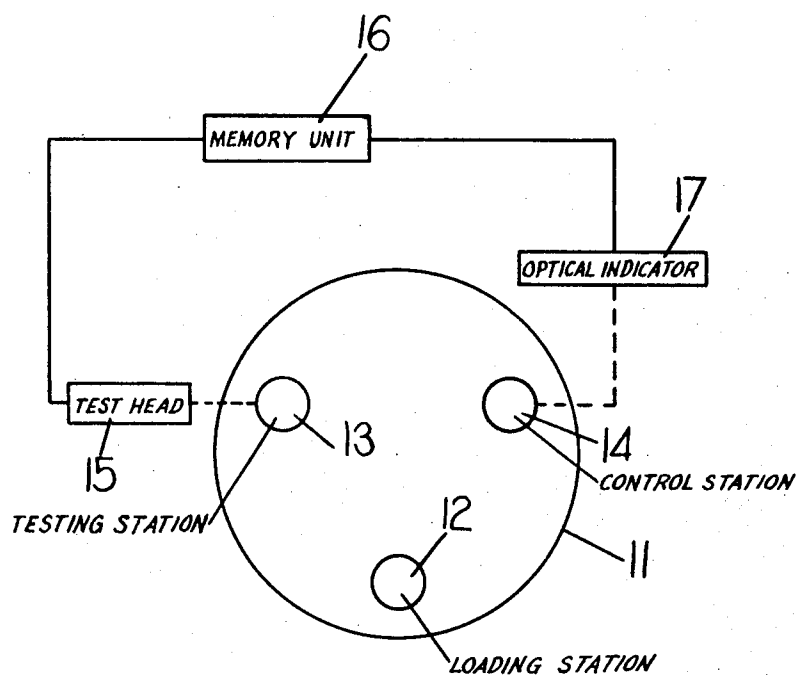 16
MEMORY UNIT
17
OPTICAL INDICATOR
TEST HEAD
15
13
14
CONTROL STATION
TESTING STATION
12
11
LOADING STATION